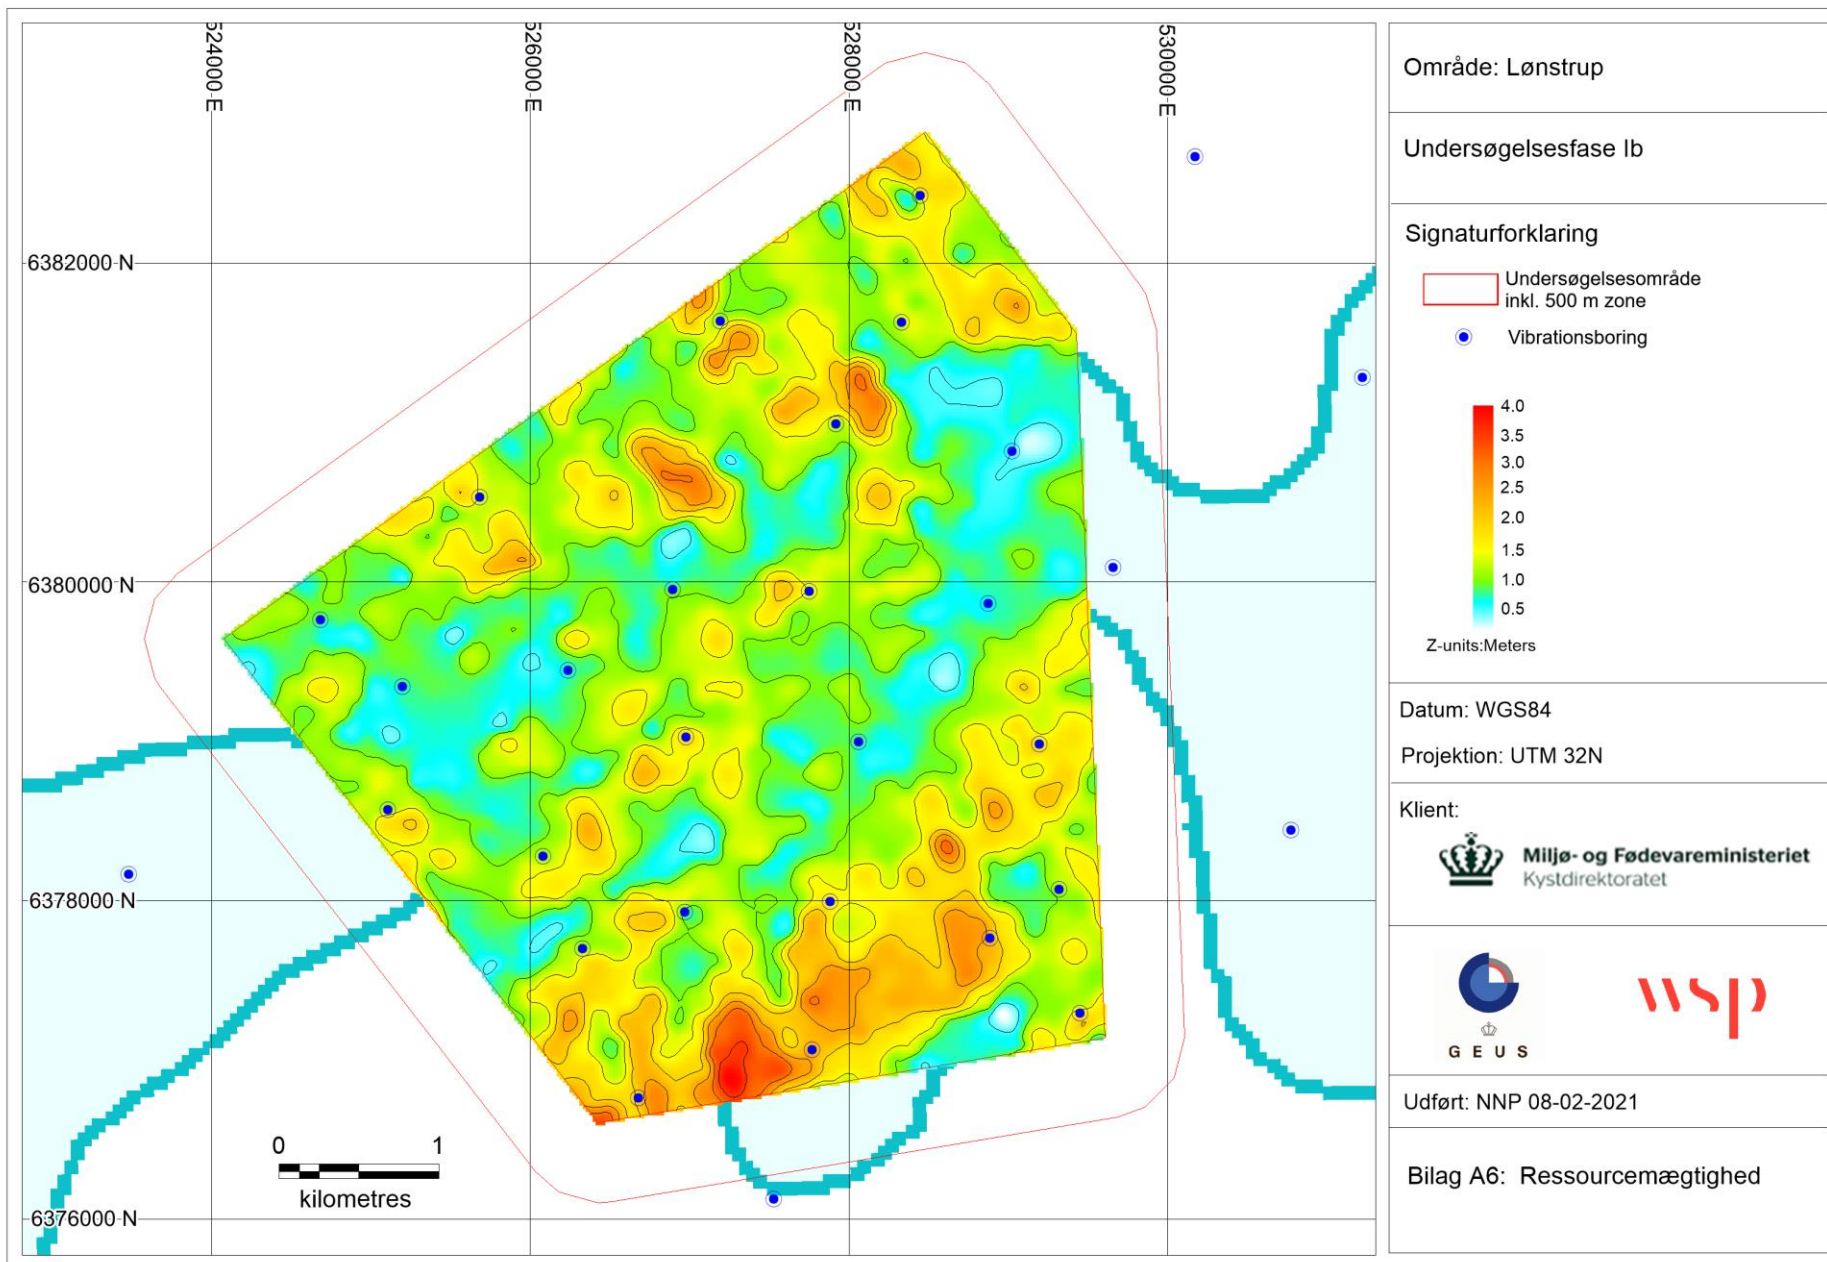 524000 E
526000 E
528000 E
530000 E
6382000 N
6380000 N
6378000 N
6376000 N
0 1
kilometres
Område: Lønstrup
Undersøgelsesfase Ib
Signaturforklaring
Undersøgelsesområde
inkl. 500 m zone
Vibrationsboring
4.0
3.5
3.0
2.5
2.0
1.5
1.0
0.5
Z-units:Meters
Datum: WGS84
Projektion: UTM 32N
Klient:
Miljø- og Fødevareministeriet
Kystdirektoratet
G E U S
wsp
Udført: NNP 08-02-2021
Bilag A6: Ressourcemægtighed